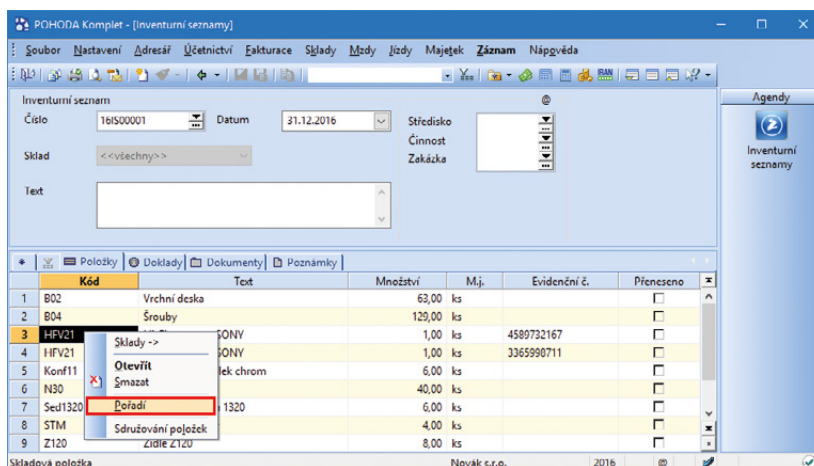 POHODA Komplet - [Inventurní seznamy]
Soubor Nastavení Adresář Účetnictví Fakturace Sklady Mzdy Jízdy Majetek Záznam Nápověda
Inventurní seznam @
Číslo 16IS00001 Datum 31.12.2016 Středisko
Činnost
Sklad <<všechny>> Zakázka
Text
Agendy
Inventurní
seznamy
* Položky Doklady Dokumenty Poznámky
Kód Text Množství M.j. Evidenční č. Přeneseno
1 B02 Vrchní deska 63,00 ks
2 B04 Šrouby 129,00 ks
3 HFV21 SONY 1,00 ks 4589732167
4 HFV21 SONY 1,00 ks 3365998711
5 Konf11 lek chrom 6,00 ks
6 N30 40,00 ks
7 Sed1320 1320 6,00 ks
8 STM 4,00 ks
9 Z120 Židle Z120 8,00 ks
Sklady ->
Otevřít
Smazat
Pořadí
Sdružování položek
Skladová položka Novák s.r.o. 2016 @